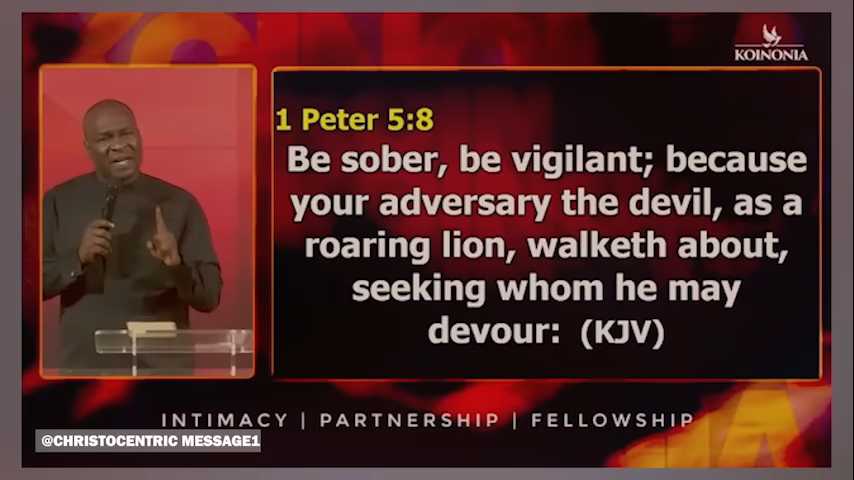 KOINONIA
1 Peter 5:8
Be sober, be vigilant; because
your adversary the devil, as a
roaring lion, walketh about,
seeking whom he may
devour: (KJV)
INTIMACY | PARTNERSHIP | FELLOWSHIP
@CHRISTOCENTRIC MESSAGE1